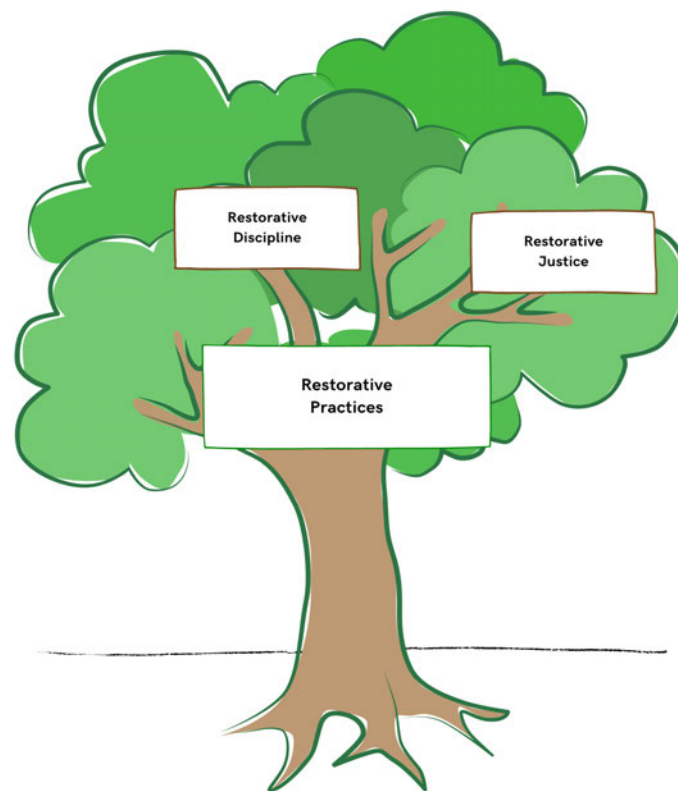 Restorative
Discipline
Restorative
Justice
Restorative
Practices